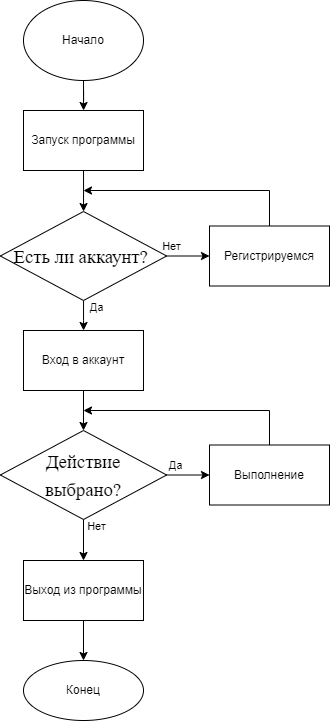 Начало
Запуск программы
Есть ли аккаунт?
Нет
Регистрируемся
Да
Вход в аккаунт
Действие
выбрано?
Да
Выполнение
Нет
Выход из программы
Конец